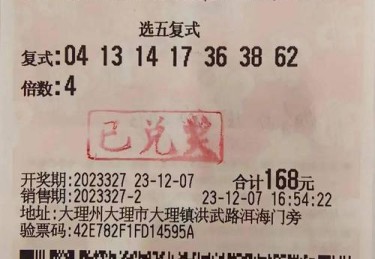 选五复式
复式:04 13 14 17 36 38 62
倍数:4
已兑奖
开奖期:2023327 23-12-07 合计168元
销售期:2023327-2 23-12-07 16:54:22
地址:大理州大理市大理镇洪武路洱海门旁
验票码:42E782F1FD14595A